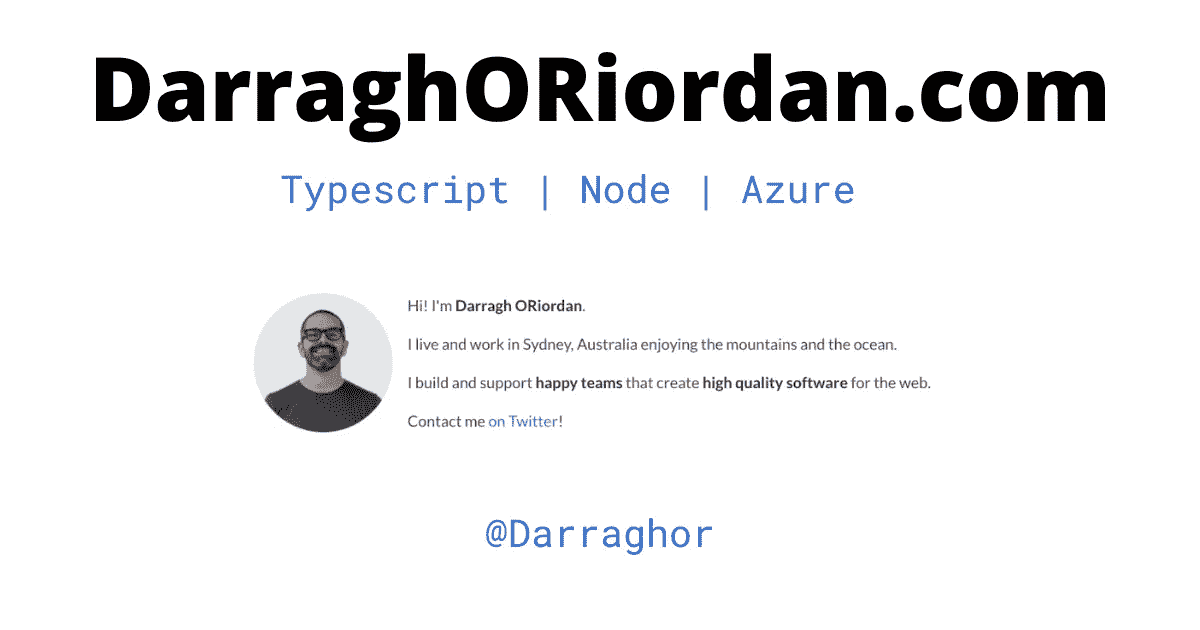 DarraghORiordan.com
Typescript | Node | Azure
Hi! I'm Darragh ORiordan.
I live and work in Sydney, Australia enjoying the mountains and the ocean.
I build and support happy teams that create high quality software for the web.
Contact me on Twitter!
@Darraghor